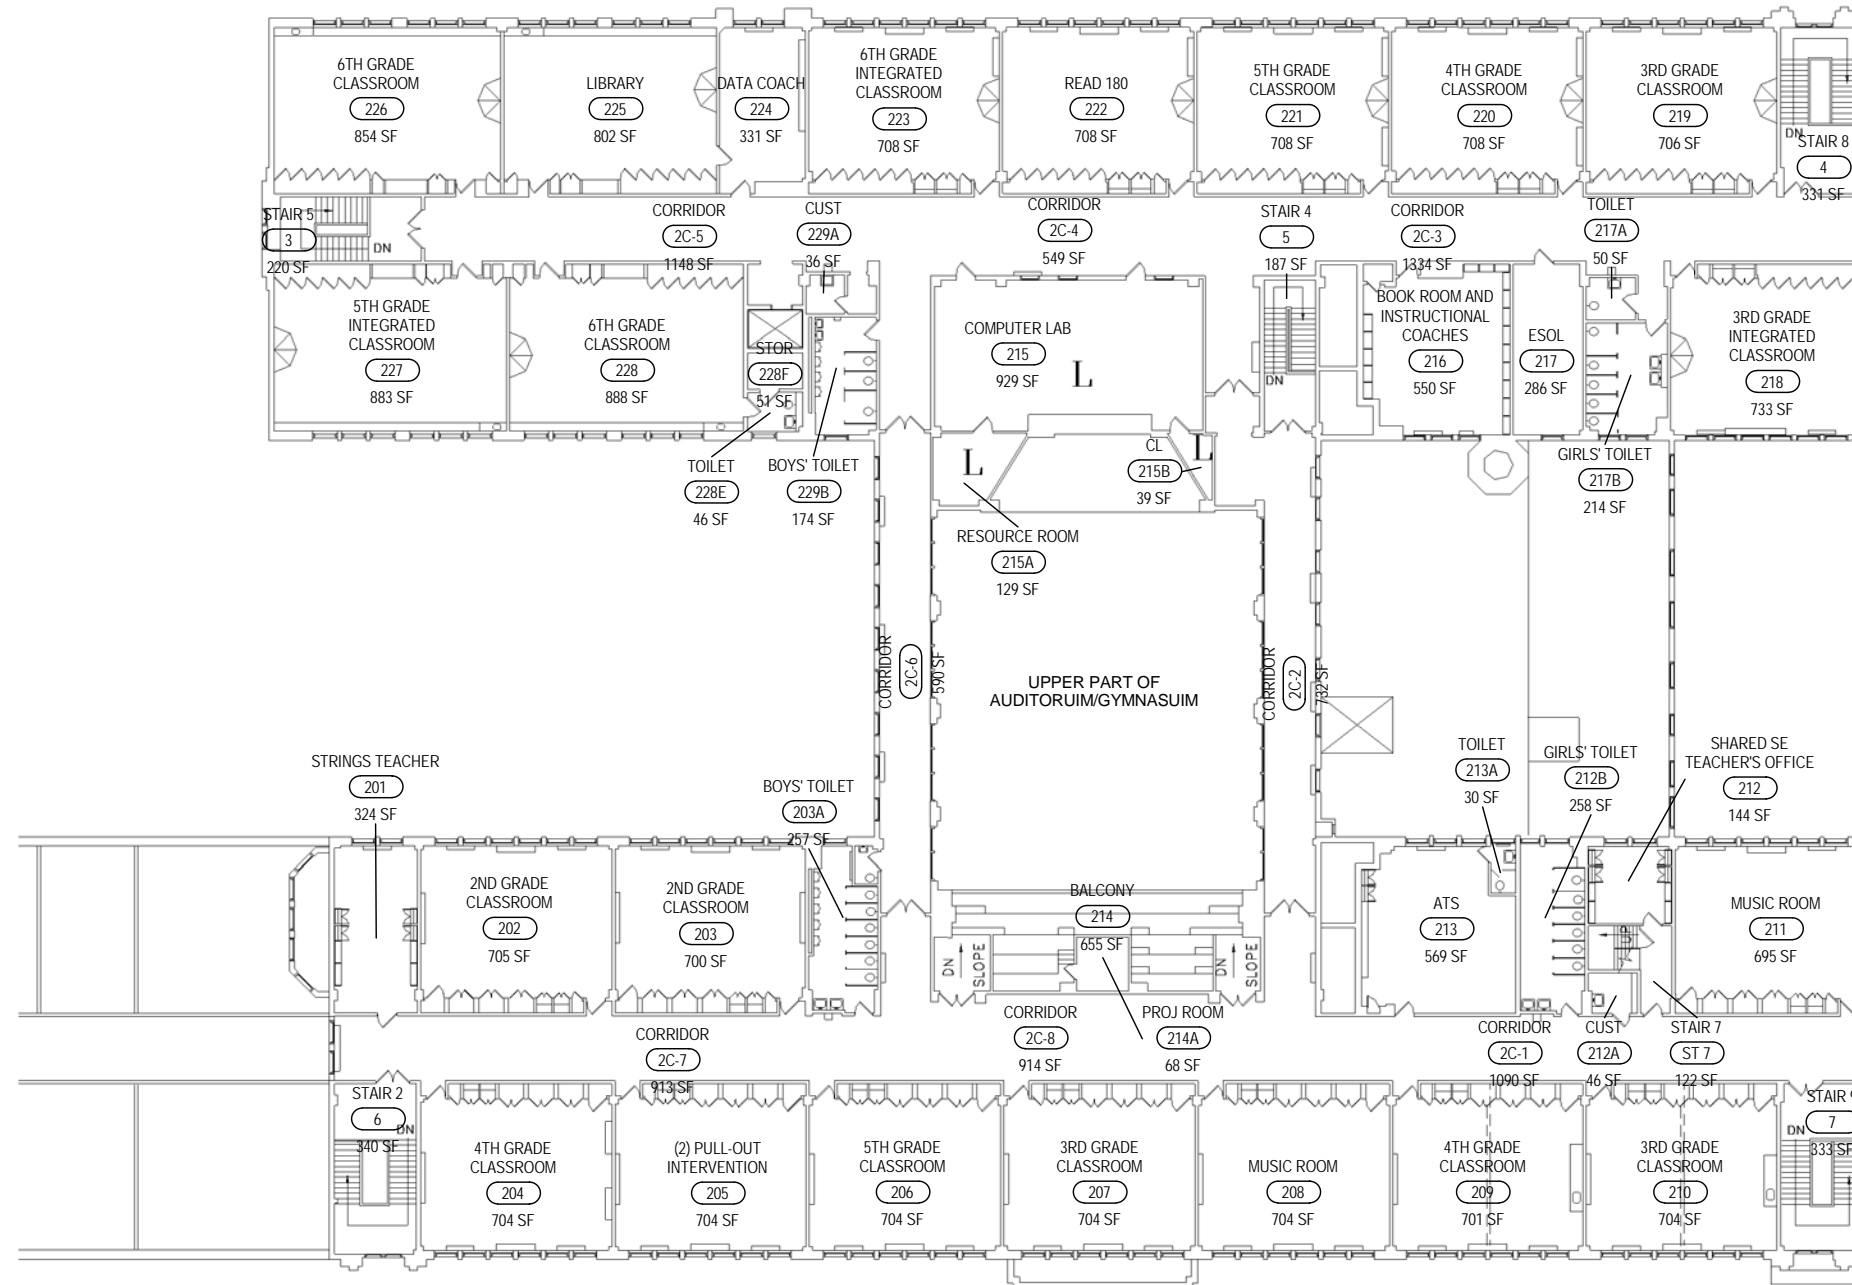 6TH GRADE
CLASSROOM
226
854 SF
LIBRARY
225
802 SF
DATA COACH
224
331 SF
6TH GRADE
INTEGRATED
CLASSROOM
223
708 SF
READ 180
222
708 SF
5TH GRADE
CLASSROOM
221
708 SF
4TH GRADE
CLASSROOM
220
708 SF
3RD GRADE
CLASSROOM
219
706 SF
DN
STAIR 8
4
331 SF
STAIR 5
3
220 SF
DN
CORRIDOR
2C-5
1148 SF
CUST
229A
36 SF
CORRIDOR
2C-4
549 SF
STAIR 4
5
187 SF
DN
CORRIDOR
2C-3
1334 SF
TOILET
217A
50 SF
5TH GRADE
INTEGRATED
CLASSROOM
227
883 SF
6TH GRADE
CLASSROOM
228
888 SF
STOR
228F
51 SF
COMPUTER LAB
215
929 SF
L
BOOK ROOM AND
INSTRUCTIONAL
COACHES
216
550 SF
ESOL
217
286 SF
3RD GRADE
INTEGRATED
CLASSROOM
218
733 SF
TOILET
228E
46 SF
BOYS' TOILET
229B
174 SF
L
CL
215B
39 SF
L
GIRLS' TOILET
217B
214 SF
RESOURCE ROOM
215A
129 SF
CORRIDOR
2C-6
590 SF
UPPER PART OF
AUDITORUIM/GYMNASUIM
CORRIDOR
2C-2
732 SF
STRINGS TEACHER
201
324 SF
BOYS' TOILET
203A
257 SF
TOILET
213A
30 SF
GIRLS' TOILET
212B
258 SF
SHARED SE
TEACHER'S OFFICE
212
144 SF
2ND GRADE
CLASSROOM
202
705 SF
2ND GRADE
CLASSROOM
203
700 SF
BALCONY
214
655 SF
DN
SLOPE
DN
SLOPE
ATS
213
569 SF
UP
MUSIC ROOM
211
695 SF
CORRIDOR
2C-7
913 SF
CORRIDOR
2C-8
914 SF
PROJ ROOM
214A
68 SF
CORRIDOR
2C-1
1090 SF
CUST
212A
46 SF
STAIR 7
ST 7
122 SF
STAIR 2
6
340 SF
DN
4TH GRADE
CLASSROOM
204
704 SF
(2) PULL-OUT
INTERVENTION
205
704 SF
5TH GRADE
CLASSROOM
206
704 SF
3RD GRADE
CLASSROOM
207
704 SF
MUSIC ROOM
208
704 SF
4TH GRADE
CLASSROOM
209
701 SF
3RD GRADE
CLASSROOM
210
704 SF
STAIR 9
7
333 SF
DN